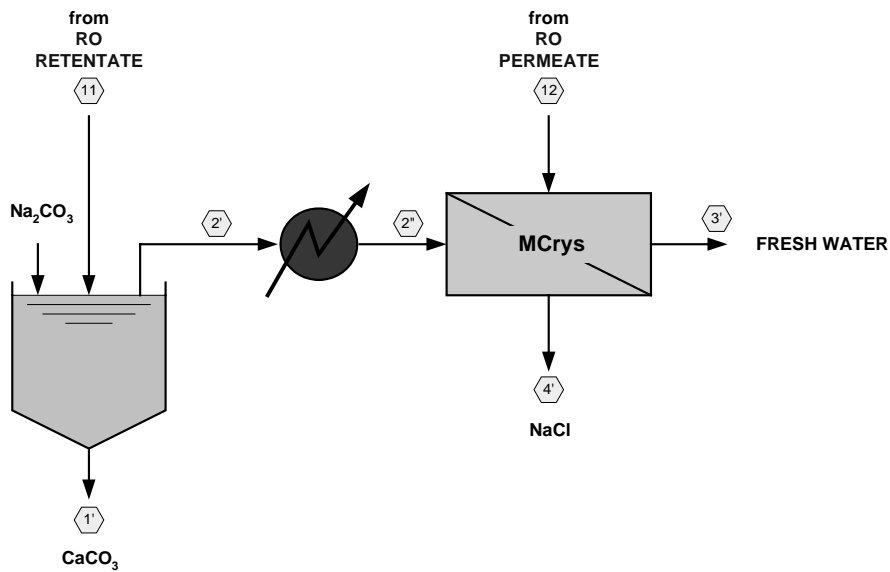 from
RO
RETENTATE
11
from
RO
PERMEATE
12
Na₂CO₃
2'
2"
MCrys
3'
FRESH WATER
4'
NaCl
1'
CaCO₃